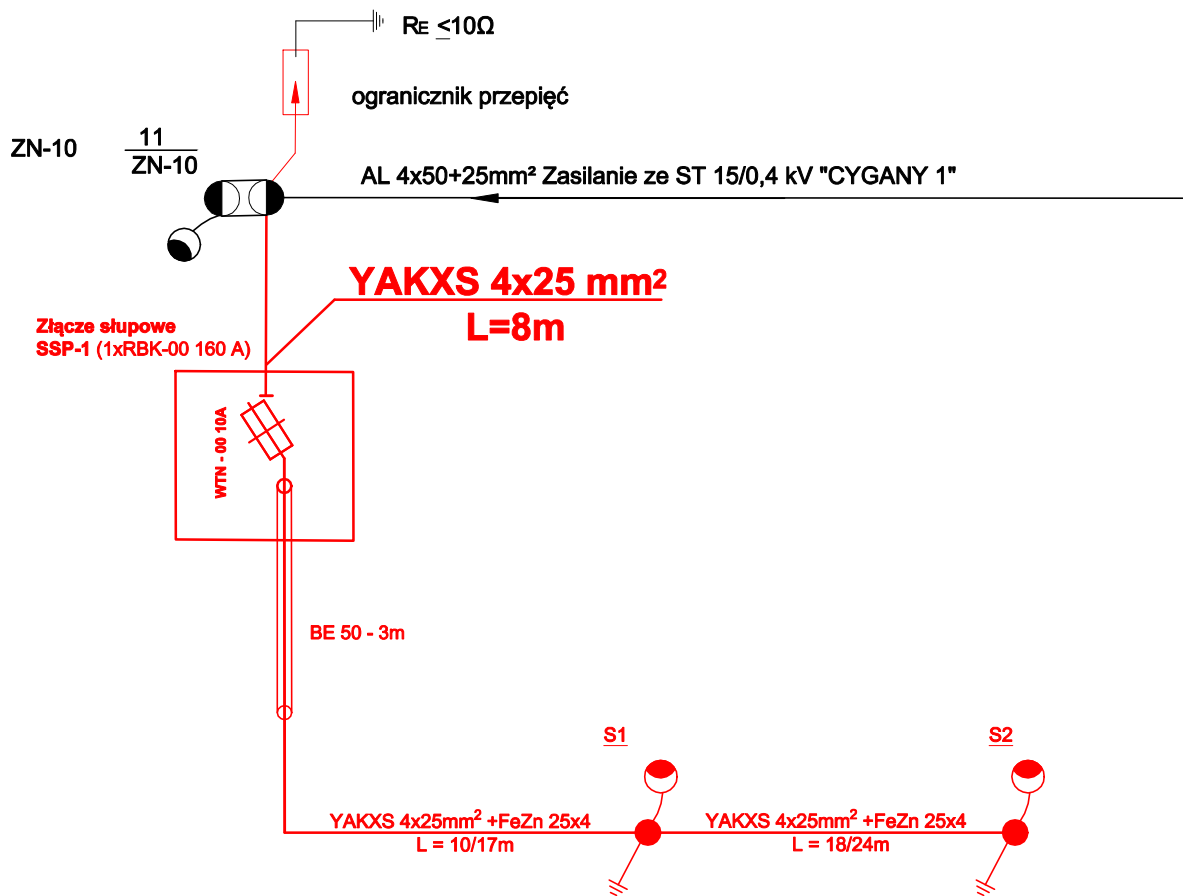 RE ≤10Ω
ogranicznik przepięć
ZN-10
11
ZN-10
AL 4x50+25mm² Zasilanie ze ST 15/0,4 kV "CYGANY 1"
YAKXS 4x25 mm²
L=8m
Złącze słupowe
SSP-1 (1xRBK-00 160 A)
WTN - 00 10A
BE 50 - 3m
S1
S2
YAKXS 4x25mm² +FeZn 25x4
L = 10/17m
YAKXS 4x25mm² +FeZn 25x4
L = 18/24m